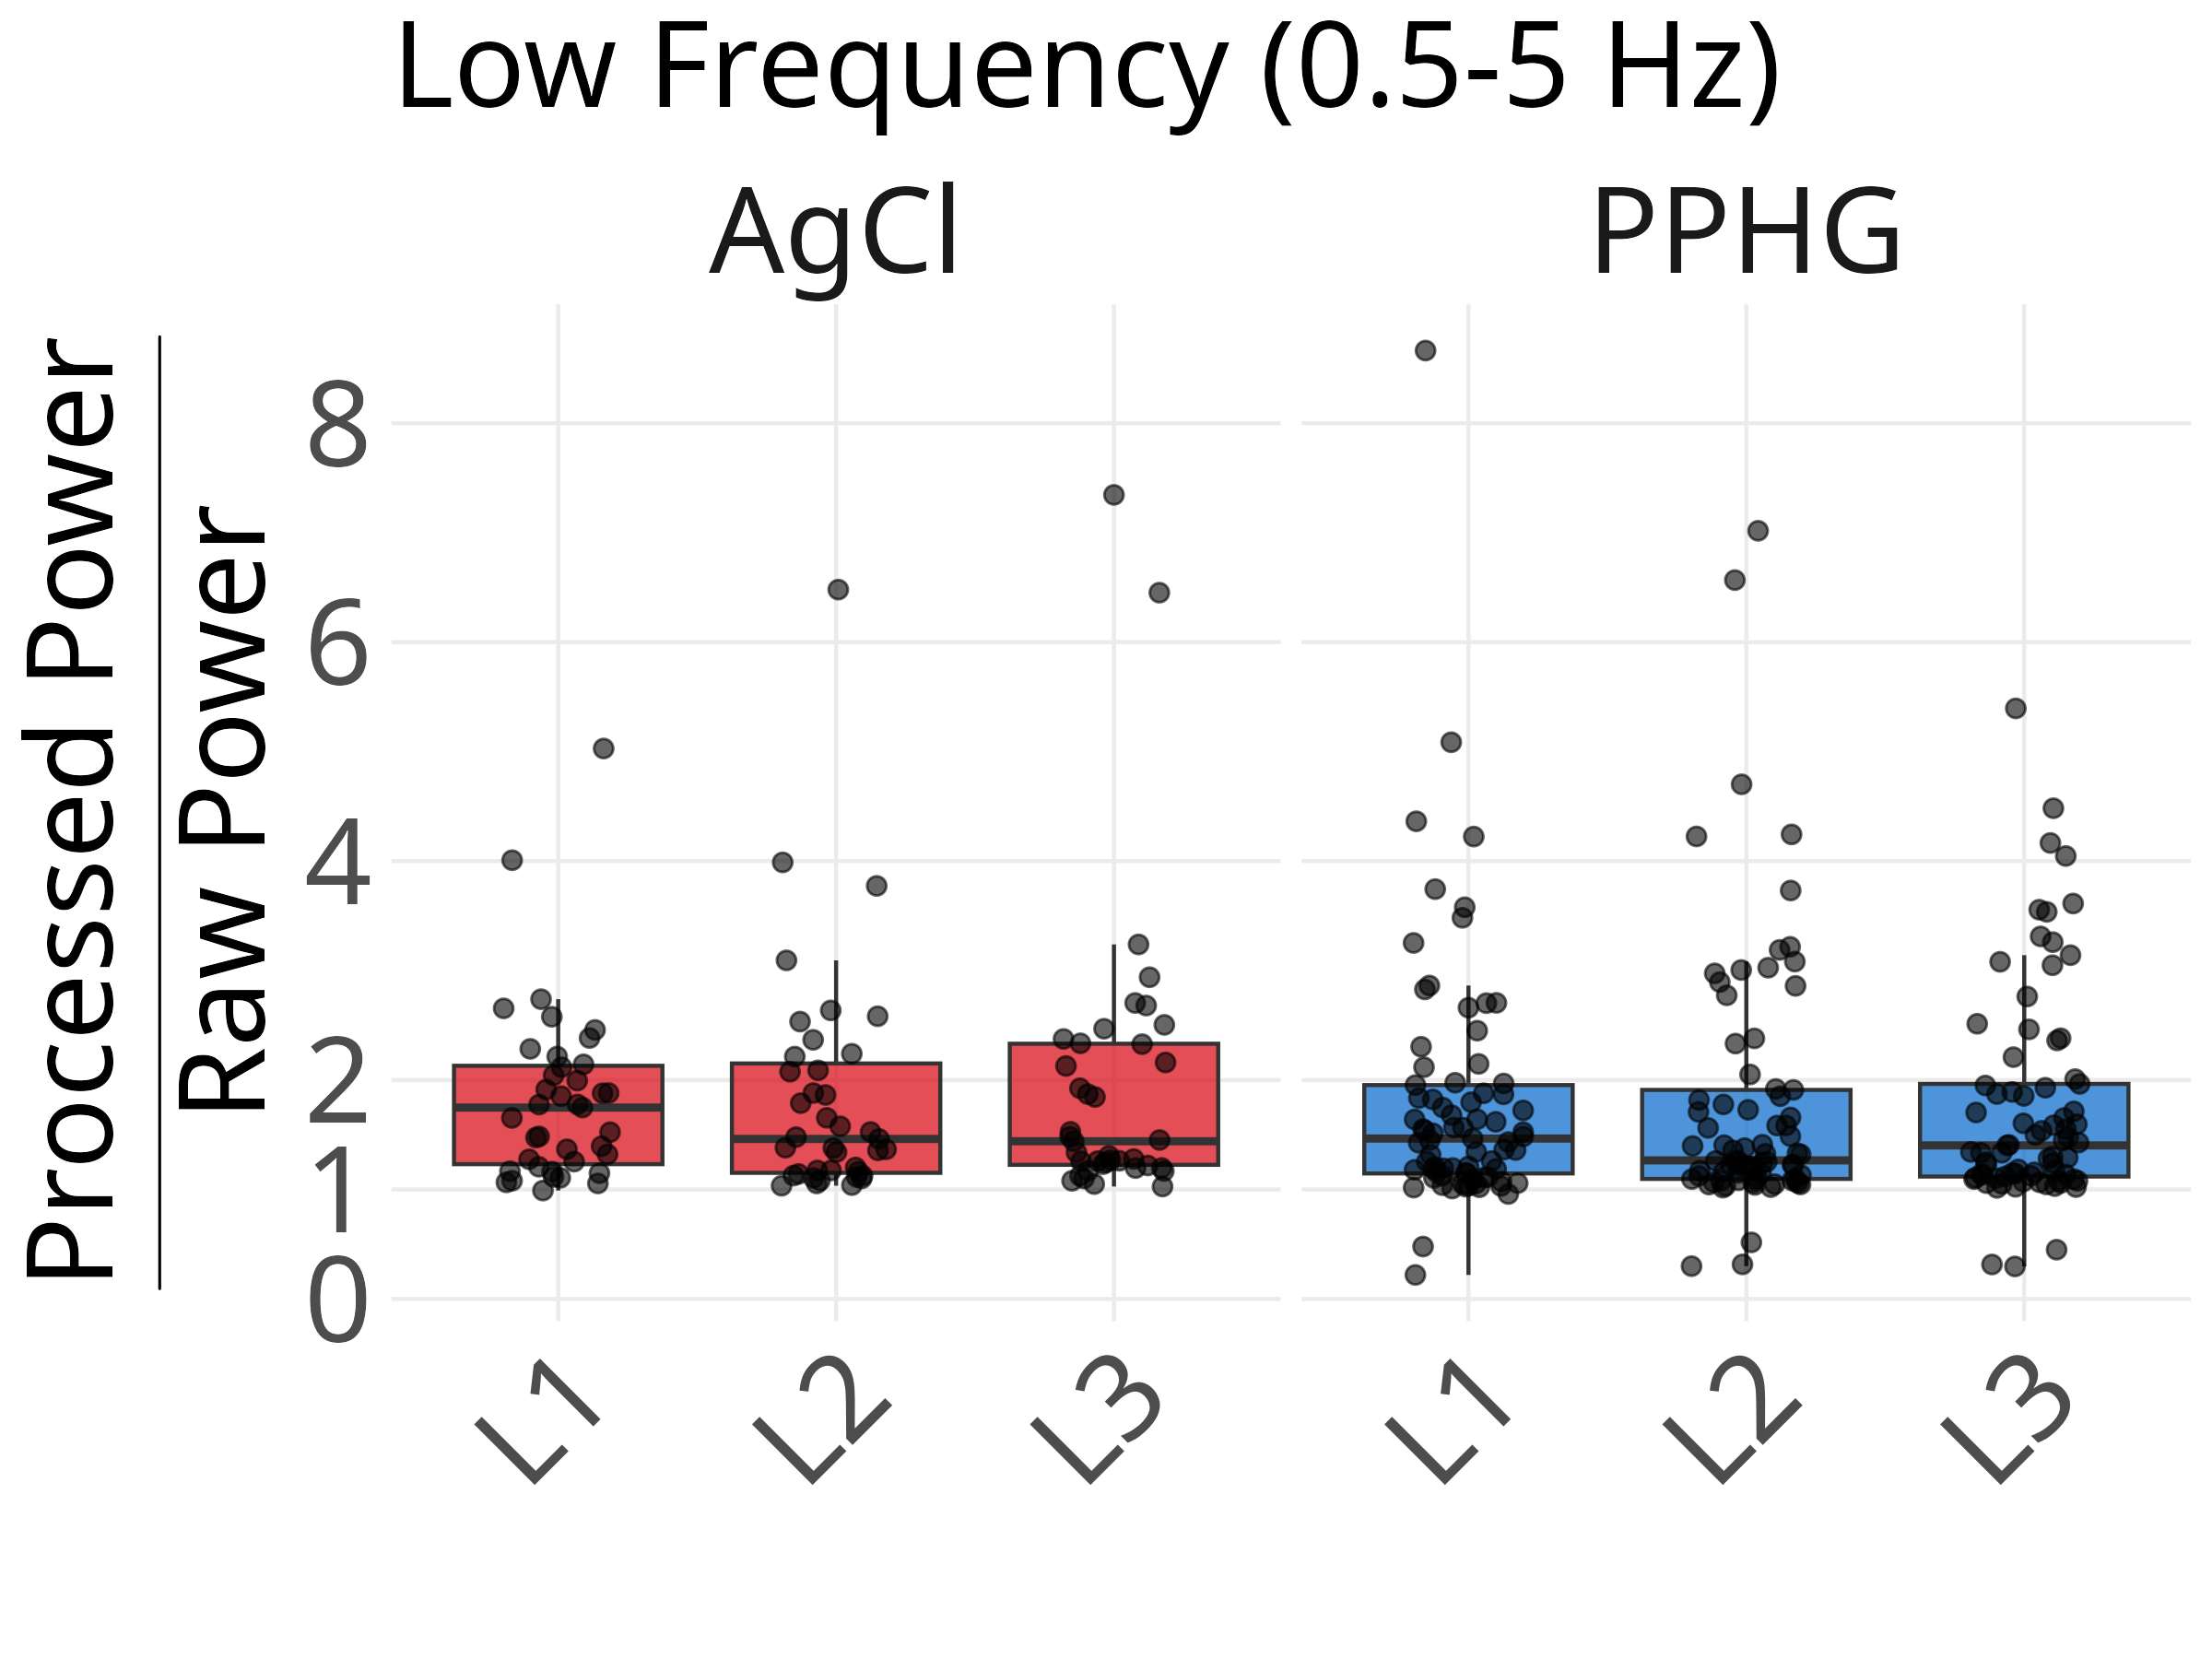 Low Frequency (0.5-5 Hz)
AgCl
PPHG
Processed Power
Raw Power
8
6
4
2
1
0
L1
L2
L3
L1
L2
L3